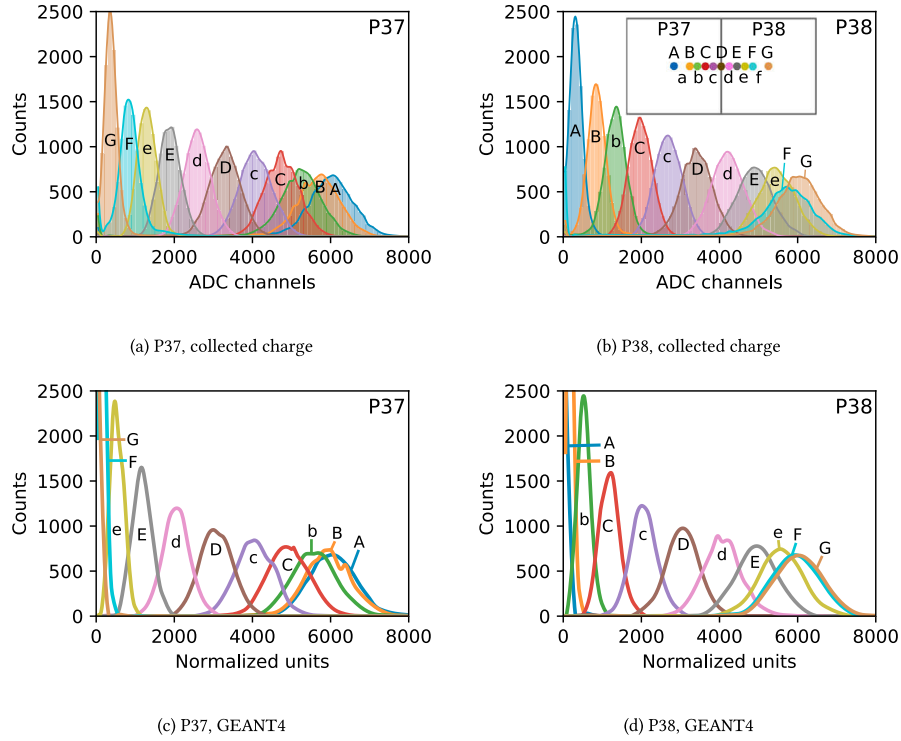 P37
2500
2000
1500
1000
500
0
Counts
G F e E d D c C b B A
0 2000 4000 6000 8000
ADC channels
(a) P37, collected charge
P38
2500
2000
1500
1000
500
0
Counts
P37 P38
A B C D E F G
a b c d e f
A B b C c D d E e F G
0 2000 4000 6000 8000
ADC channels
(b) P38, collected charge
P37
2500
2000
1500
1000
500
0
Counts
G
F
e E d D c C b B A
0 2000 4000 6000 8000
Normalized units
(c) P37, GEANT4
P38
2500
2000
1500
1000
500
0
Counts
A
B
b C c D d E e F G
0 2000 4000 6000 8000
Normalized units
(d) P38, GEANT4